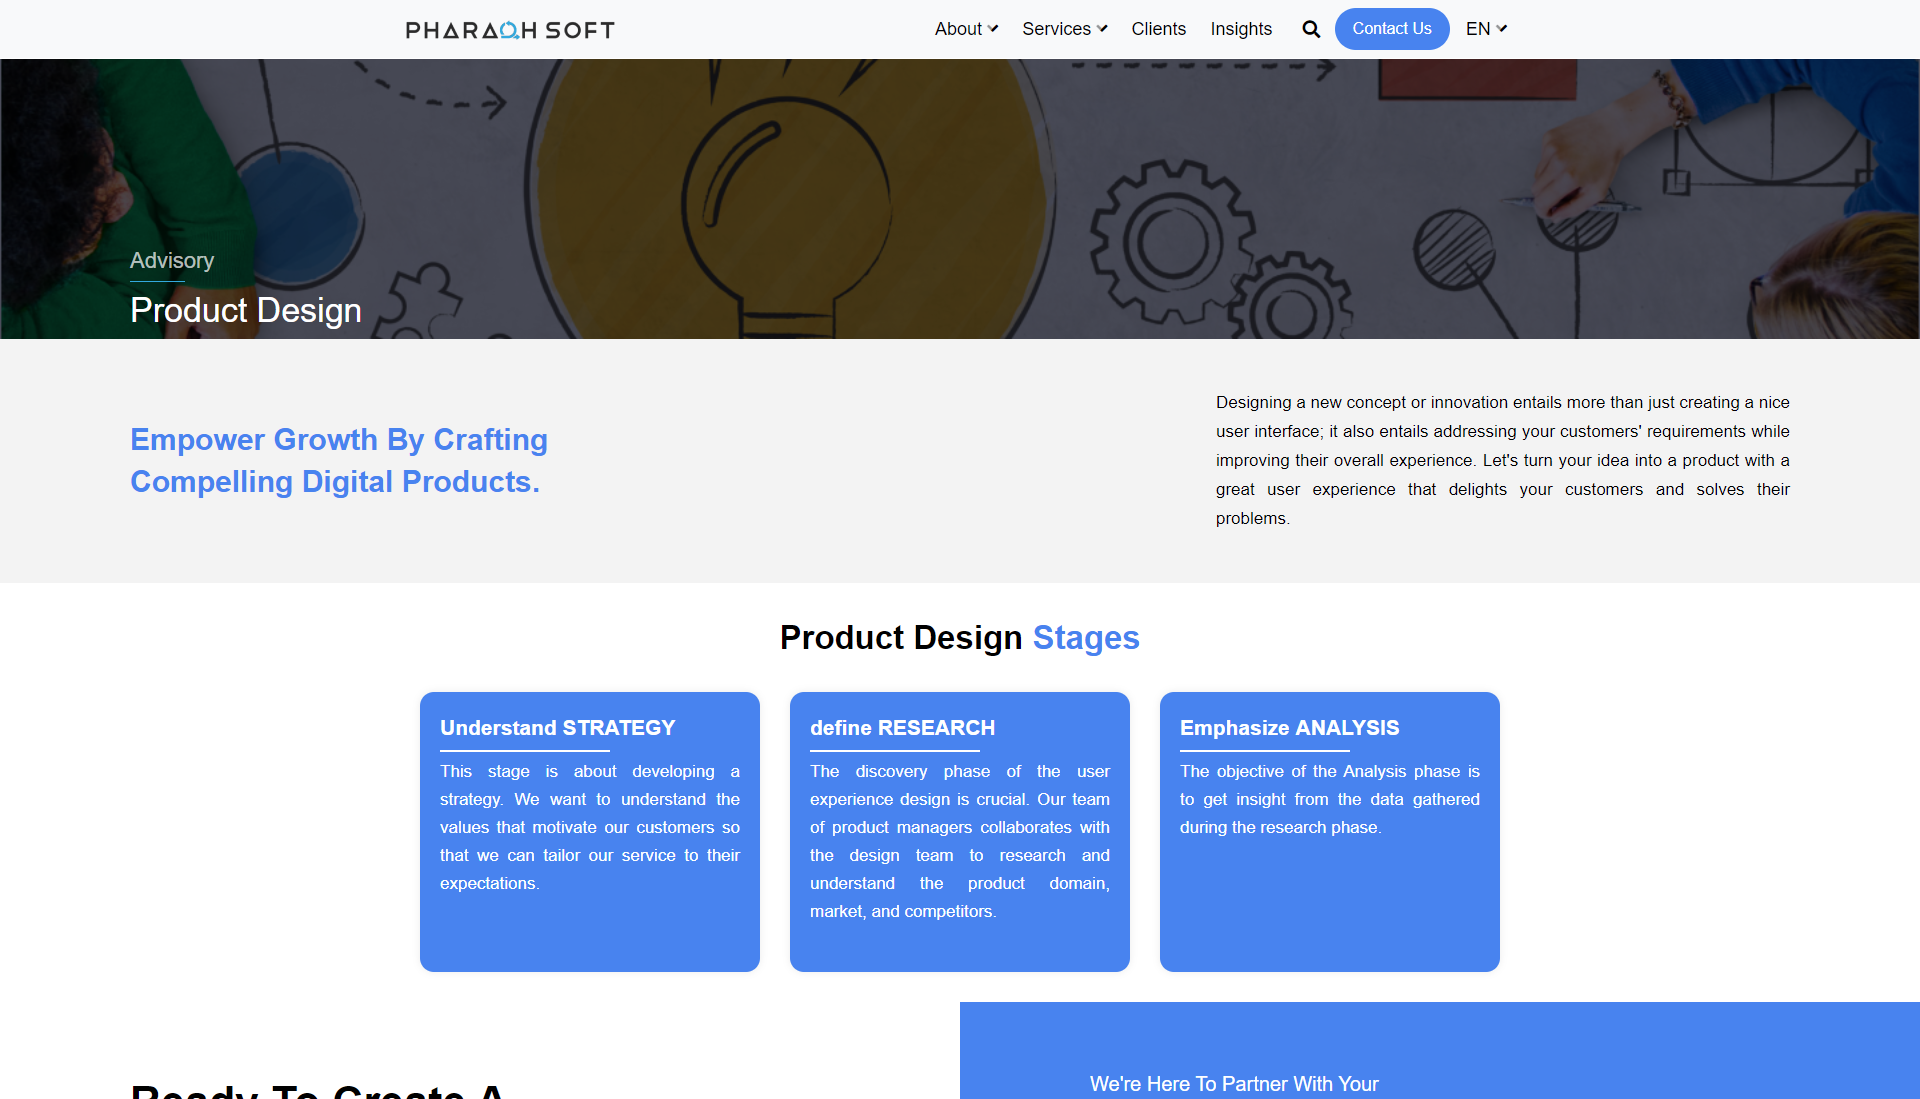 PHARAOH SOFT
About
Services
Clients
Insights
Contact Us
EN
Advisory
Product Design
Empower Growth By Crafting
Compelling Digital Products.
Designing a new concept or innovation entails more than just creating a nice
user interface; it also entails addressing your customers' requirements while
improving their overall experience. Let's turn your idea into a product with a
great user experience that delights your customers and solves their
problems.
Product Design Stages
Understand STRATEGY
This stage is about developing a
strategy. We want to understand the
values that motivate our customers so
that we can tailor our service to their
expectations.
define RESEARCH
The discovery phase of the user
experience design is crucial. Our team
of product managers collaborates with
the design team to research and
understand the product domain,
market, and competitors.
Emphasize ANALYSIS
The objective of the Analysis phase is
to get insight from the data gathered
during the research phase.
Ready To Create A
We're Here To Partner With Your